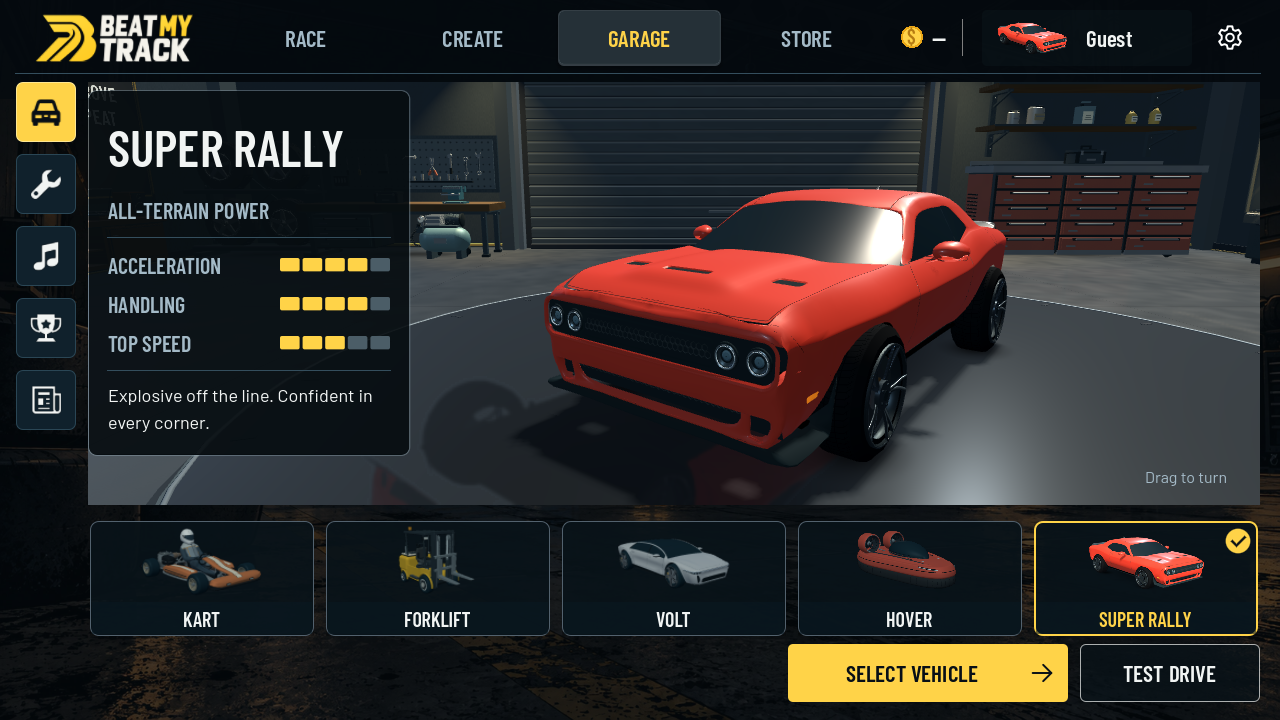 BEAT MY
TRACK
RACE
CREATE
GARAGE
STORE
–
Guest
SUPER RALLY
ALL-TERRAIN POWER
ACCELERATION
HANDLING
TOP SPEED
Explosive off the line. Confident in
every corner.
Drag to turn
KART
FORKLIFT
VOLT
HOVER
SUPER RALLY
SELECT VEHICLE
TEST DRIVE